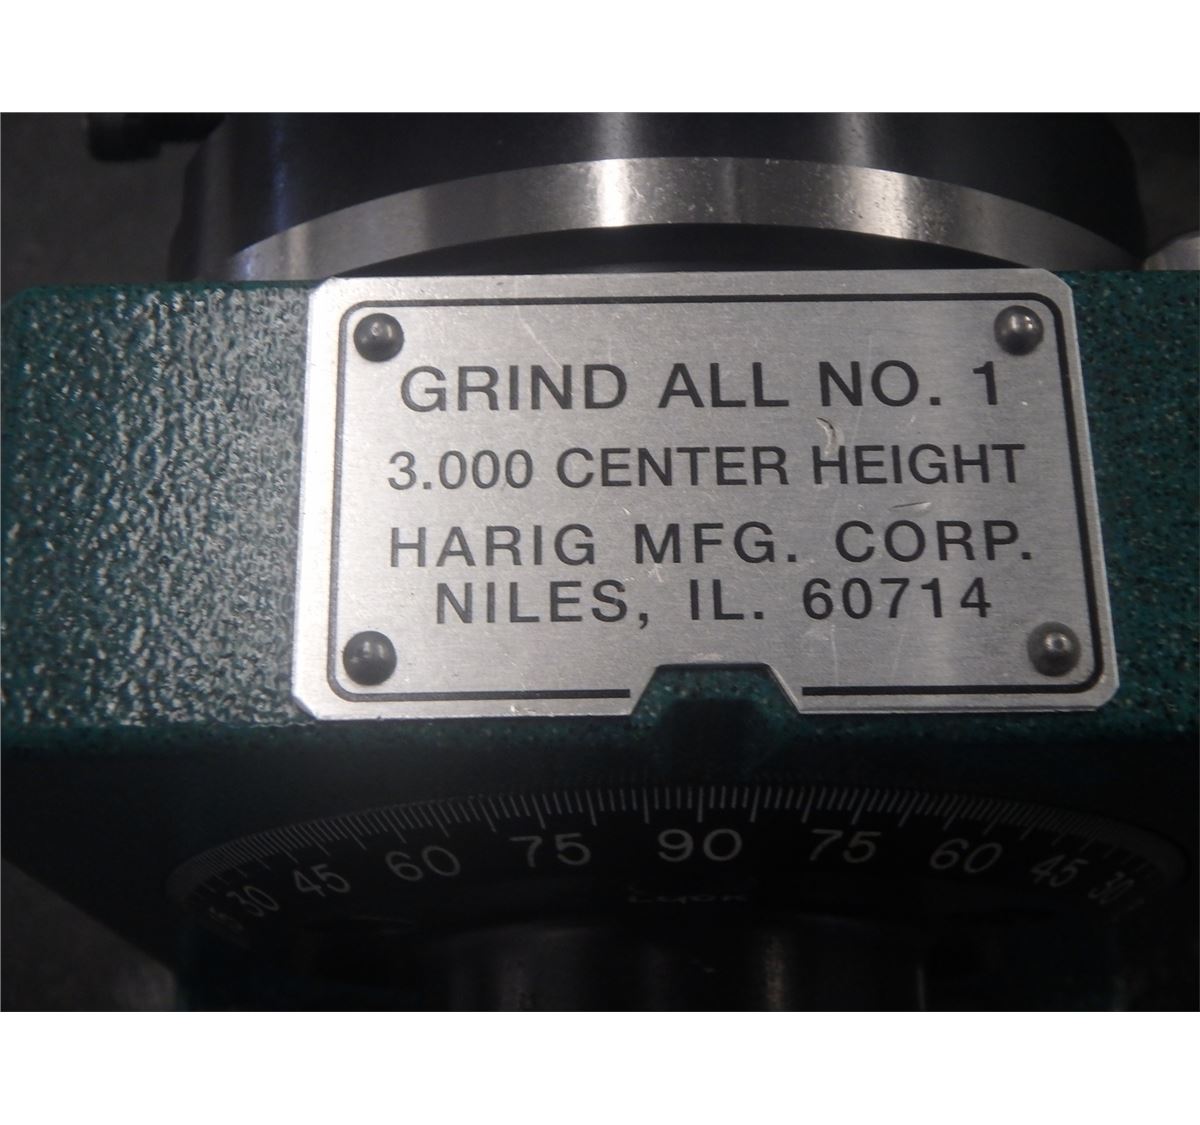 GRIND ALL NO. 1
3.000 CENTER HEIGHT
HARIG MFG. CORP.
NILES, IL. 60714
30 45 60 75 90 75 60 45 30